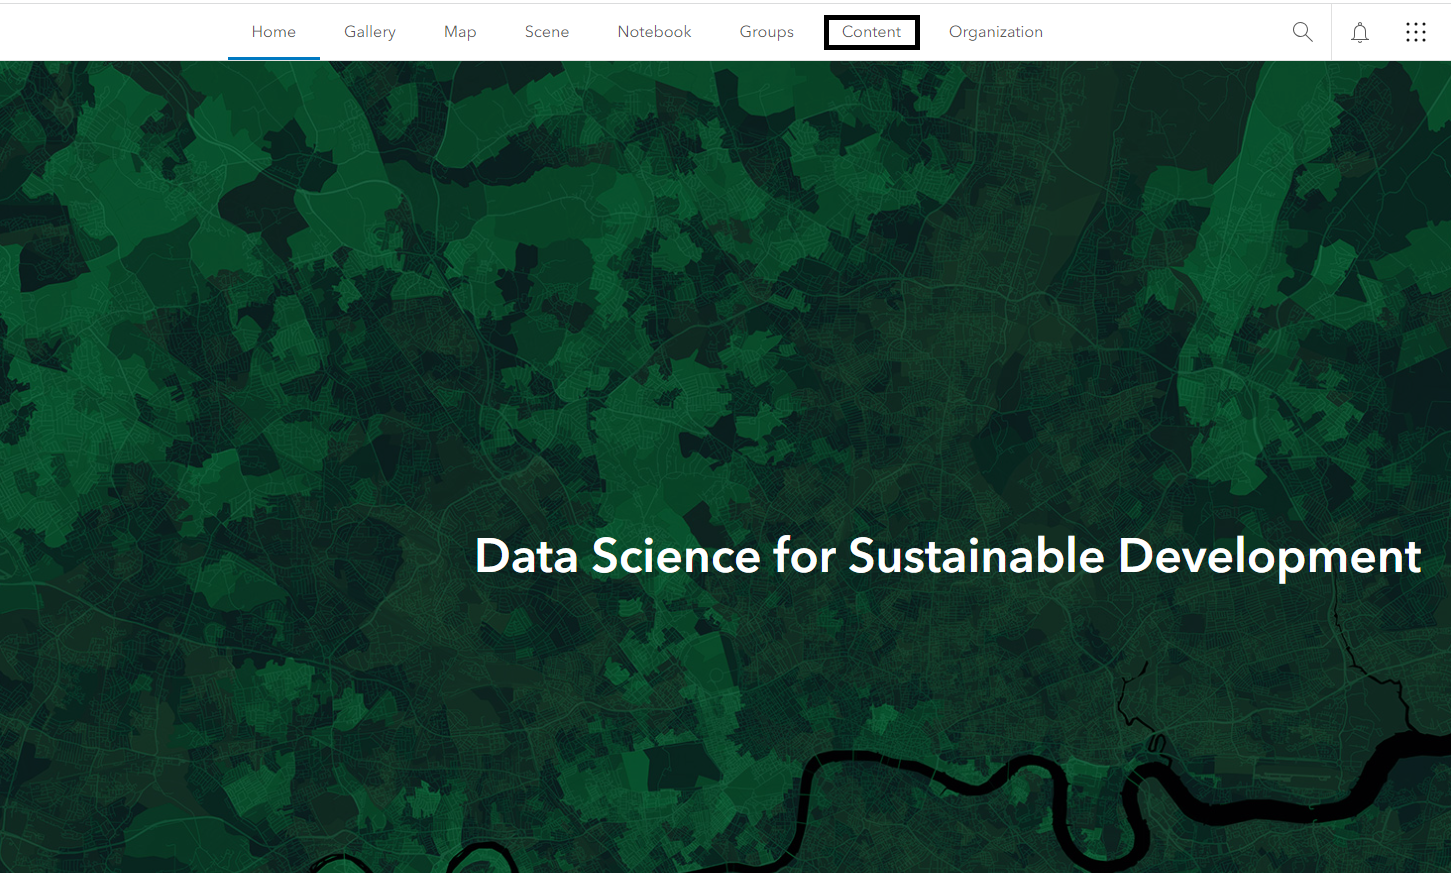 Home Gallery Map Scene Notebook Groups Content Organization
Data Science for Sustainable Development